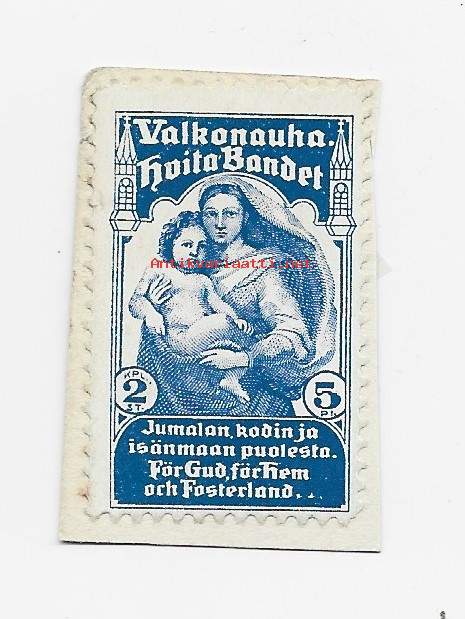 Valkonauha.
Hvita Bandet
Antikvariaatti.net
KPL.
2
ST.
5
PI.
Jumalan, kodin ja
isänmaan puolesta.
För Gud, för Hem
och Fosterland...